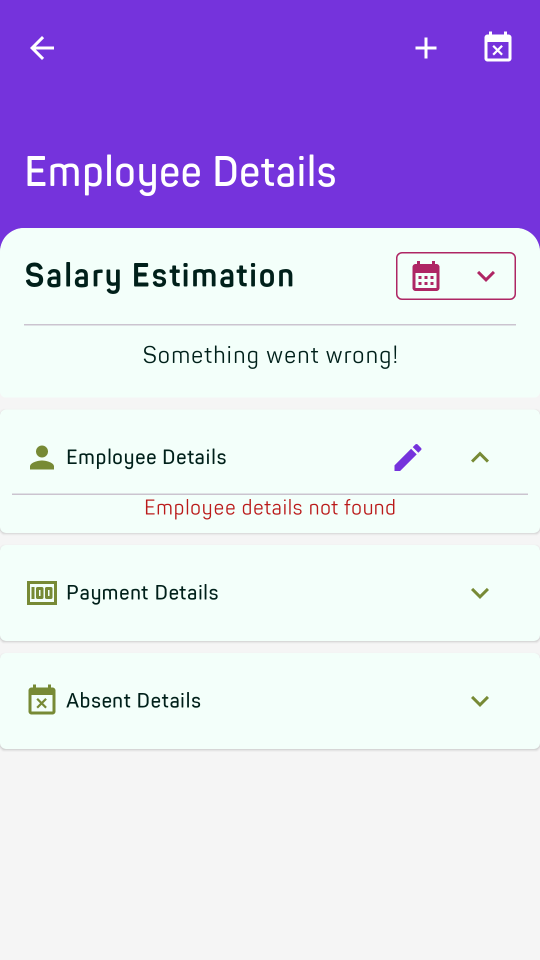 Employee Details
Salary Estimation
Something went wrong!
Employee Details
Employee details not found
Payment Details
Absent Details